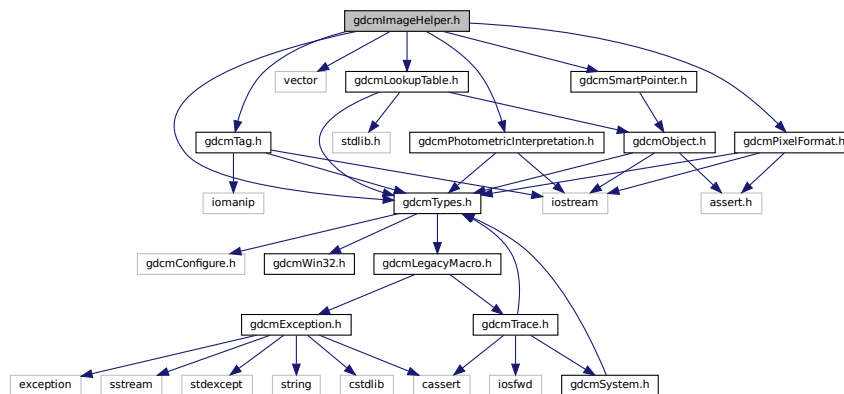 gdcmImageHelper.h
vector
gdcmLookupTable.h
gdcmSmartPointer.h
gdcmTag.h
stdlib.h
gdcmPhotometricInterpretation.h
gdcmObject.h
gdcmPixelFormat.h
iomanip
gdcmTypes.h
iostream
assert.h
gdcmConfigure.h
gdcmWin32.h
gdcmLegacyMacro.h
gdcmException.h
gdcmTrace.h
exception
sstream
stdexcept
string
cstdlib
cassert
iosfwd
gdcmSystem.h